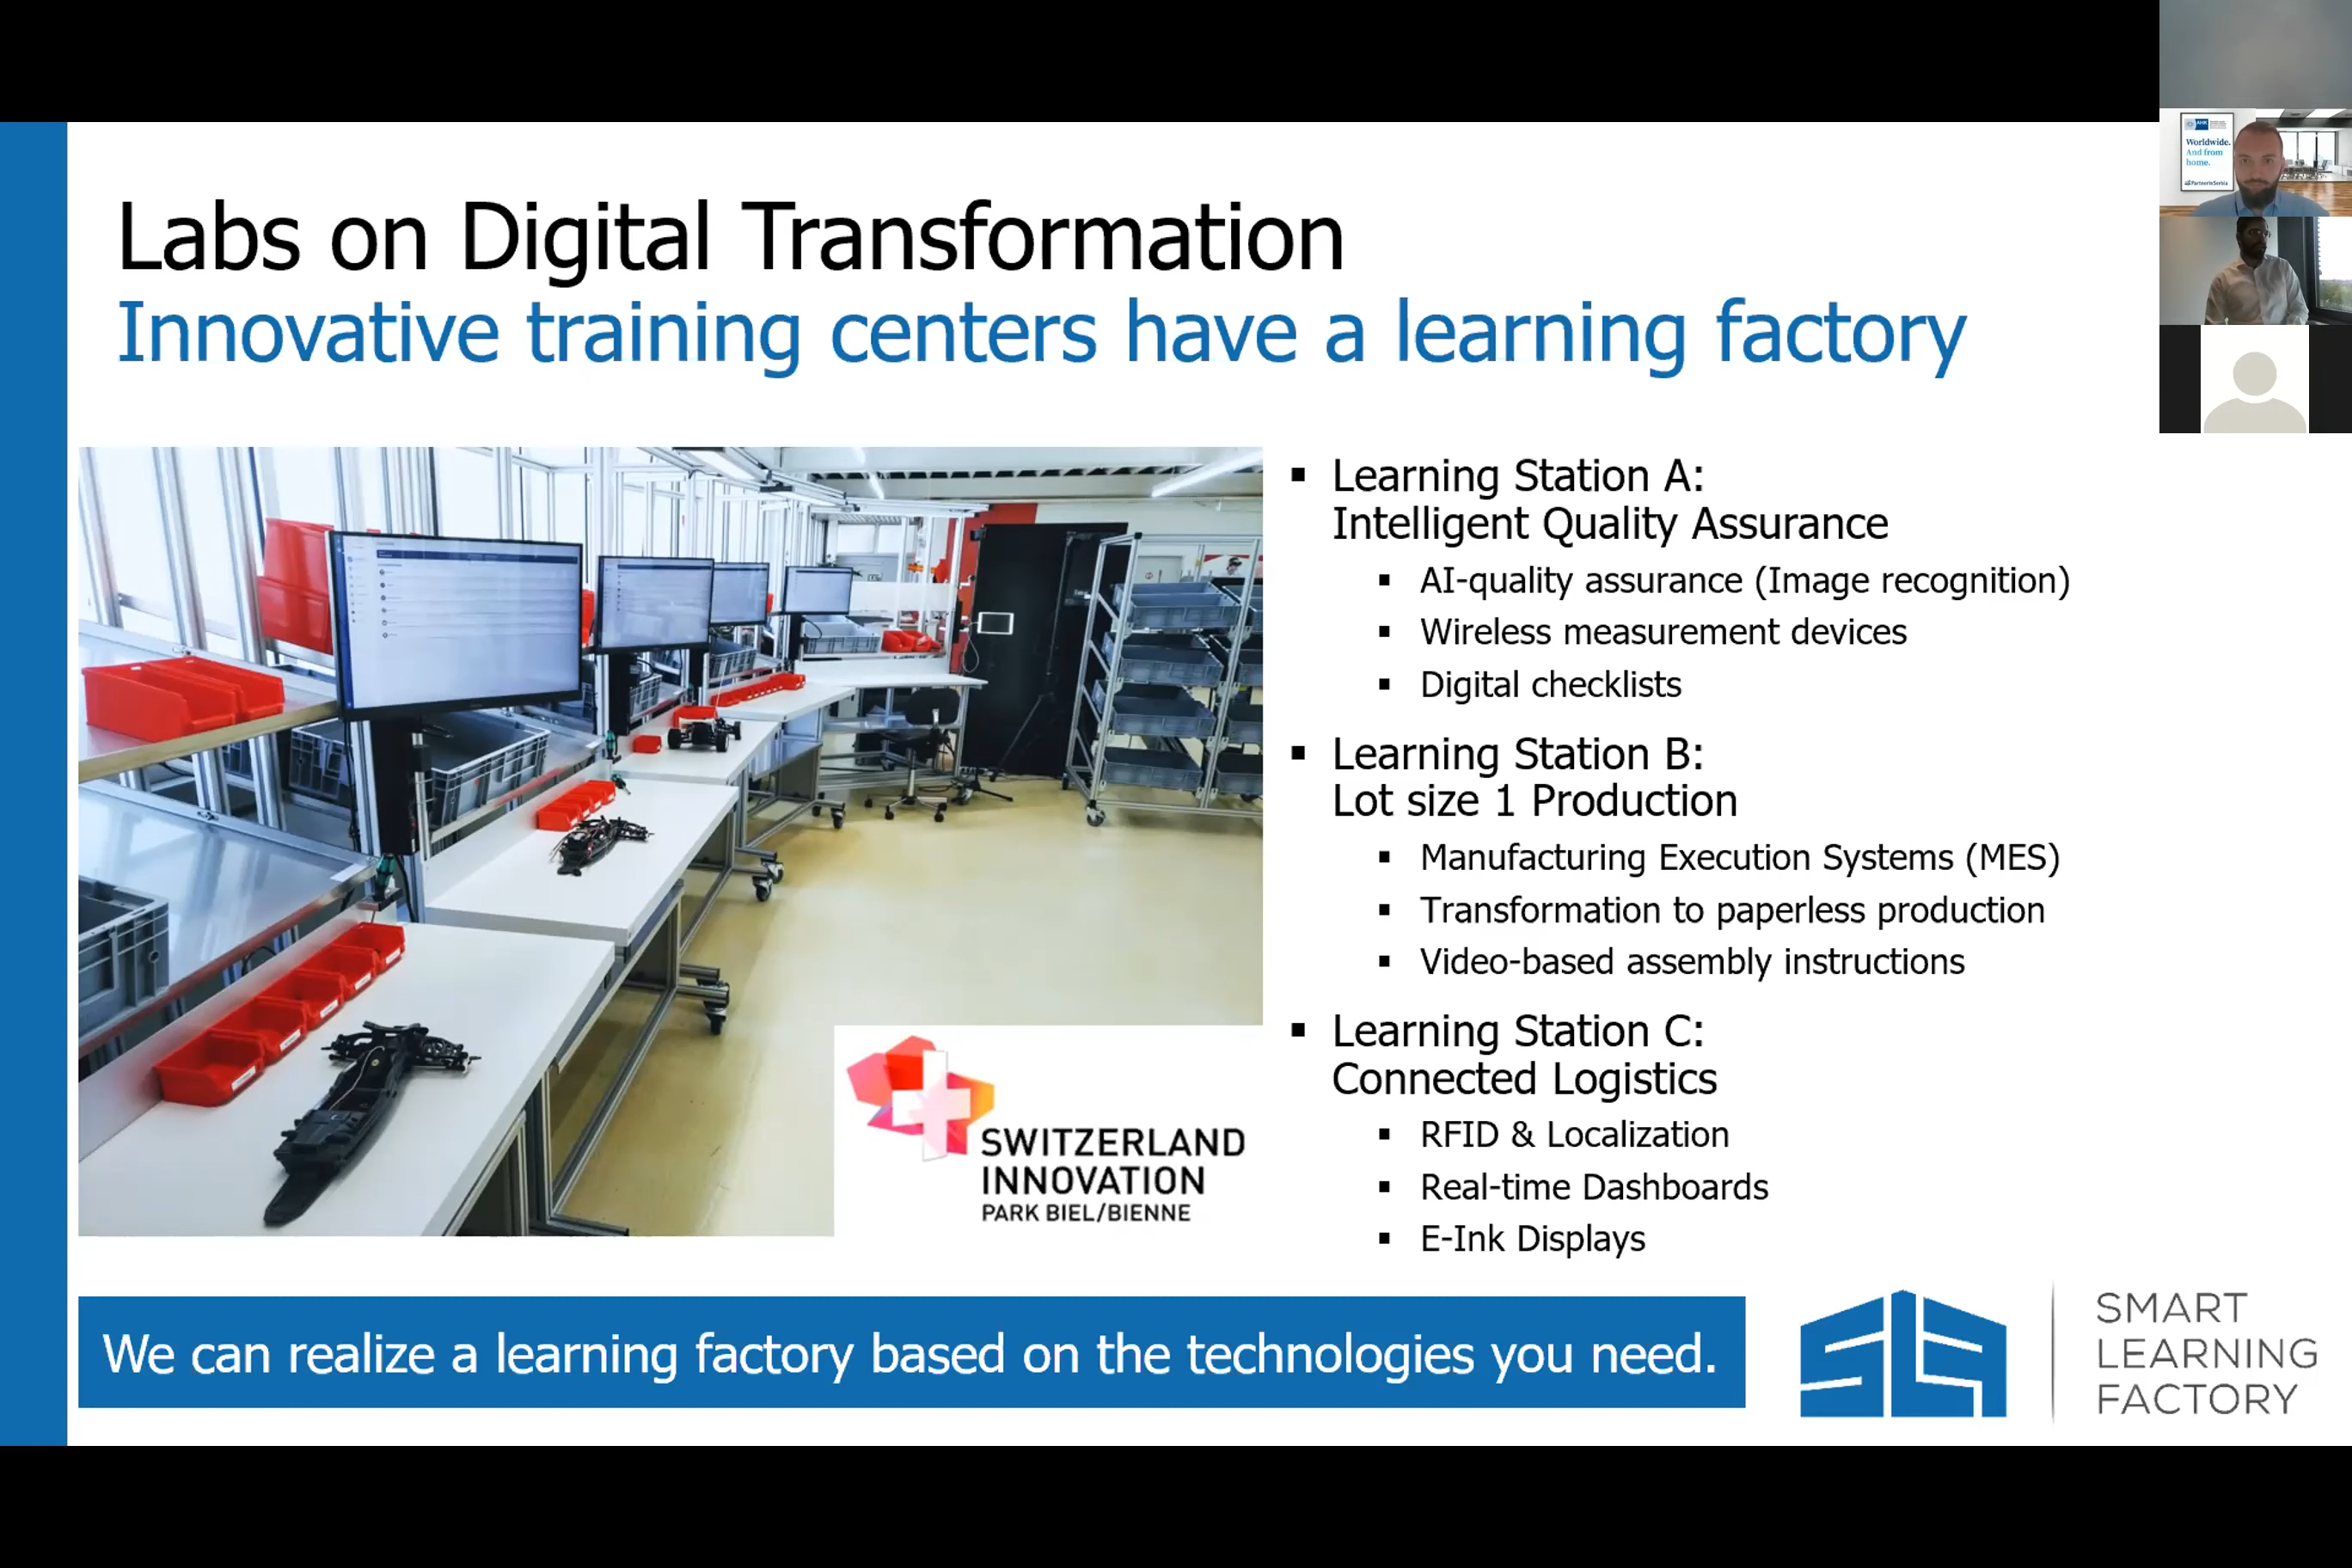 Labs on Digital Transformation
Innovative training centers have a learning factory
AHK
Worldwide.
And from
home.
#PartnerInSerbia
▪ Learning Station A:
Intelligent Quality Assurance
▪ AI-quality assurance (Image recognition)
▪ Wireless measurement devices
▪ Digital checklists
▪ Learning Station B:
Lot size 1 Production
▪ Manufacturing Execution Systems (MES)
▪ Transformation to paperless production
▪ Video-based assembly instructions
▪ Learning Station C:
Connected Logistics
▪ RFID & Localization
▪ Real-time Dashboards
▪ E-Ink Displays
SWITZERLAND
INNOVATION
PARK BIEL/BIENNE
We can realize a learning factory based on the technologies you need.
SLF
SMART
LEARNING
FACTORY